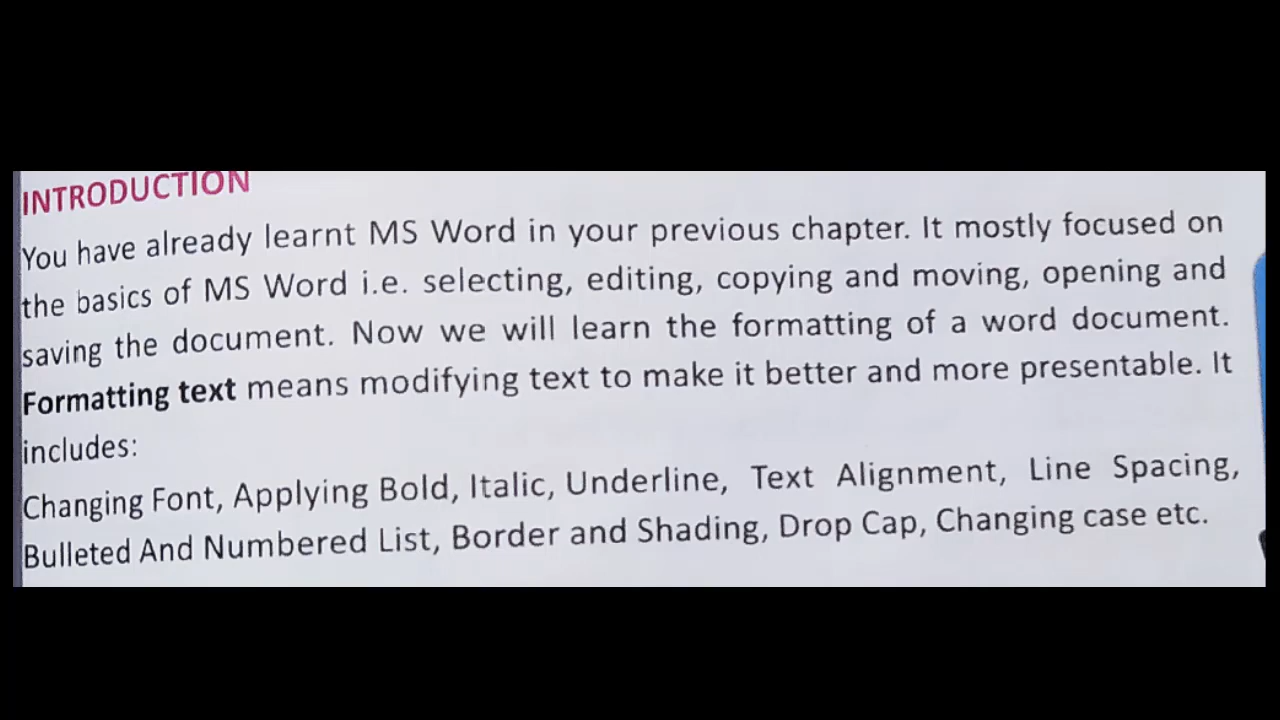 INTRODUCTION
You have already learnt MS Word in your previous chapter. It mostly focused on
the basics of MS Word i.e. selecting, editing, copying and moving, opening and
saving the document. Now we will learn the formatting of a word document.
Formatting text means modifying text to make it better and more presentable. It
includes:
Changing Font, Applying Bold, Italic, Underline, Text Alignment, Line Spacing,
Bulleted And Numbered List, Border and Shading, Drop Cap, Changing case etc.